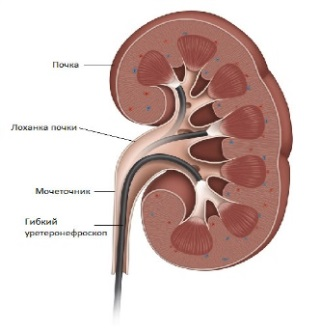 Почка
Лоханка почки
Мочеточник
Гибкий
уретеронефроскоп